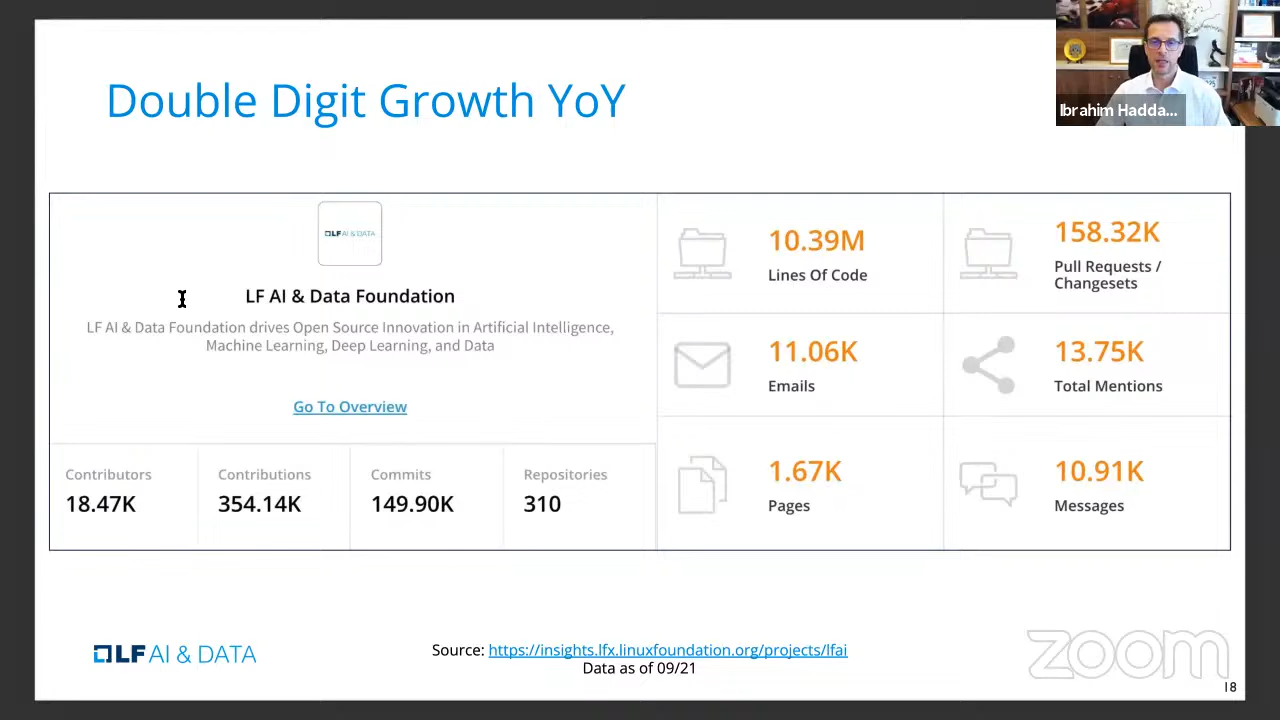 Double Digit Growth YoY
Ibrahim Hadda...
LF AI & DATA
LF AI & Data Foundation
LF AI & Data Foundation drives Open Source Innovation in Artificial Intelligence,
Machine Learning, Deep Learning, and Data
Go To Overview
Contributors
18.47K
Contributions
354.14K
Commits
149.90K
Repositories
310
10.39M
Lines Of Code
158.32K
Pull Requests /
Changesets
11.06K
Emails
13.75K
Total Mentions
1.67K
Pages
10.91K
Messages
LF AI & DATA
Source: https://insights.lfx.linuxfoundation.org/projects/lfai
Data as of 09/21
zoom
18